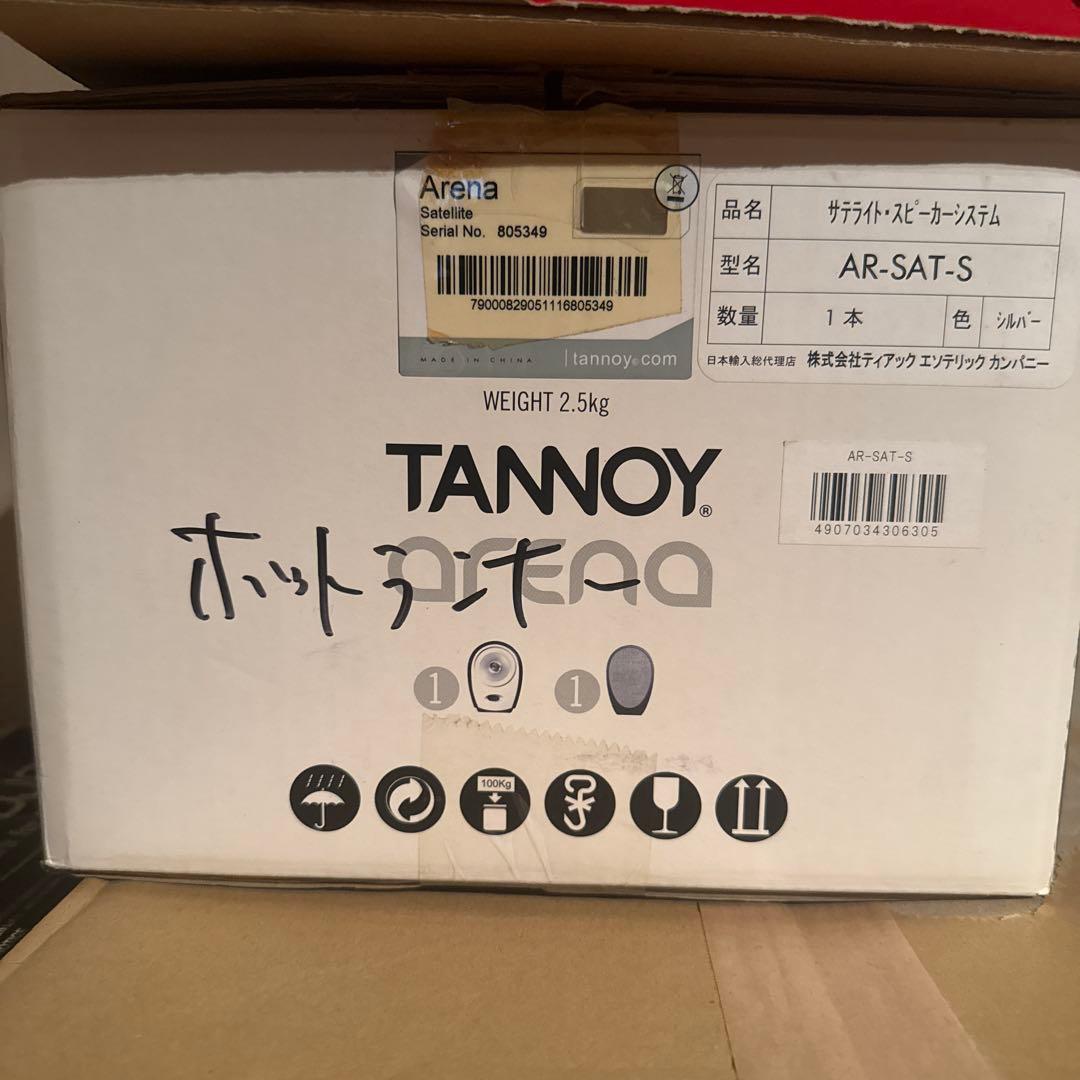 Arena
Satellite
Serial No. 805349
79000829051116805349
MADE IN CHINA
tannoy.com
品名 サテライト・スピーカーシステム
型名 AR-SAT-S
数量 1本 色 シルバー
日本輸入総代理店 株式会社ティアック エソテリック カンパニー
WEIGHT 2.5kg
TANNOY®
AR-SAT-S
4907034306305
arena
ホットランナー
1 1
100Kg